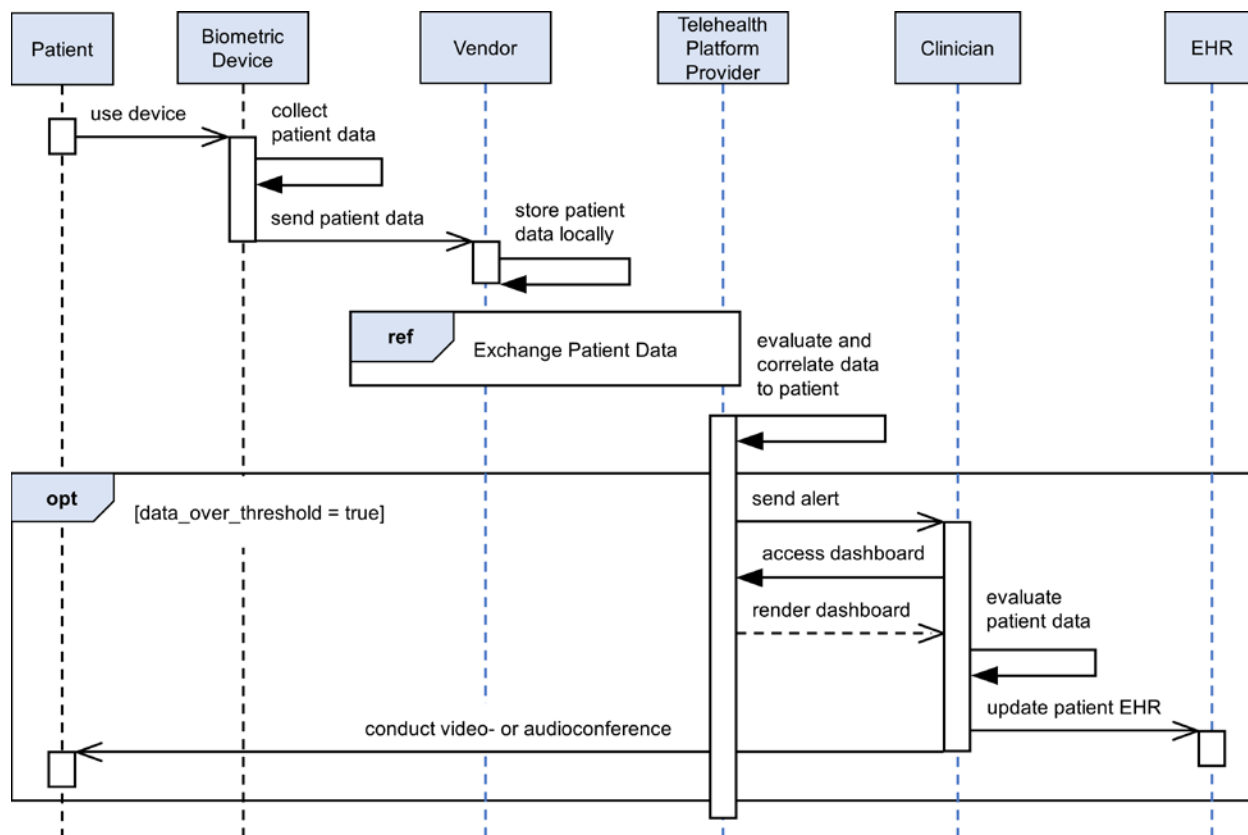 Patient
Biometric
Device
Vendor
Telehealth
Platform
Provider
Clinician
EHR
use device
collect
patient data
send patient data
store patient
data locally
ref
Exchange Patient Data
evaluate and
correlate data
to patient
opt
[data_over_threshold = true]
send alert
access dashboard
render dashboard
evaluate
patient data
update patient EHR
conduct video- or audioconference